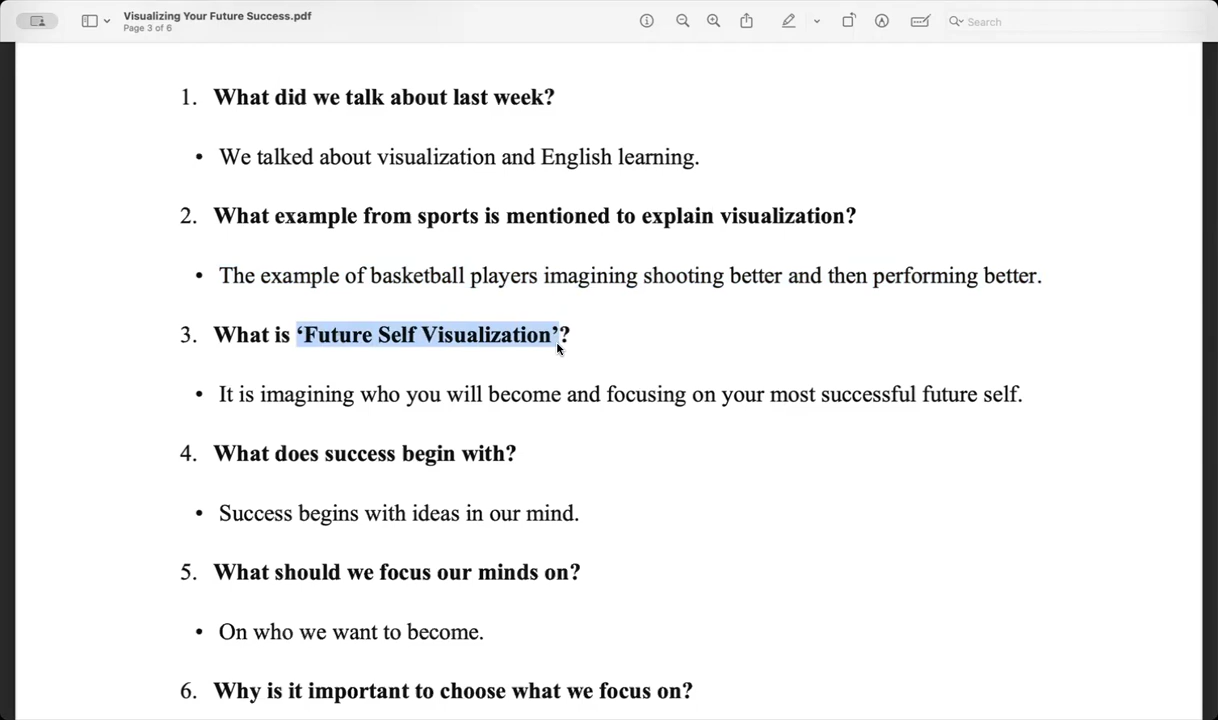 Visualizing Your Future Success.pdf
Page 3 of 6
Search
1. What did we talk about last week?
• We talked about visualization and English learning.
2. What example from sports is mentioned to explain visualization?
• The example of basketball players imagining shooting better and then performing better.
3. What is ‘Future Self Visualization’?
• It is imagining who you will become and focusing on your most successful future self.
4. What does success begin with?
• Success begins with ideas in our mind.
5. What should we focus our minds on?
• On who we want to become.
6. Why is it important to choose what we focus on?